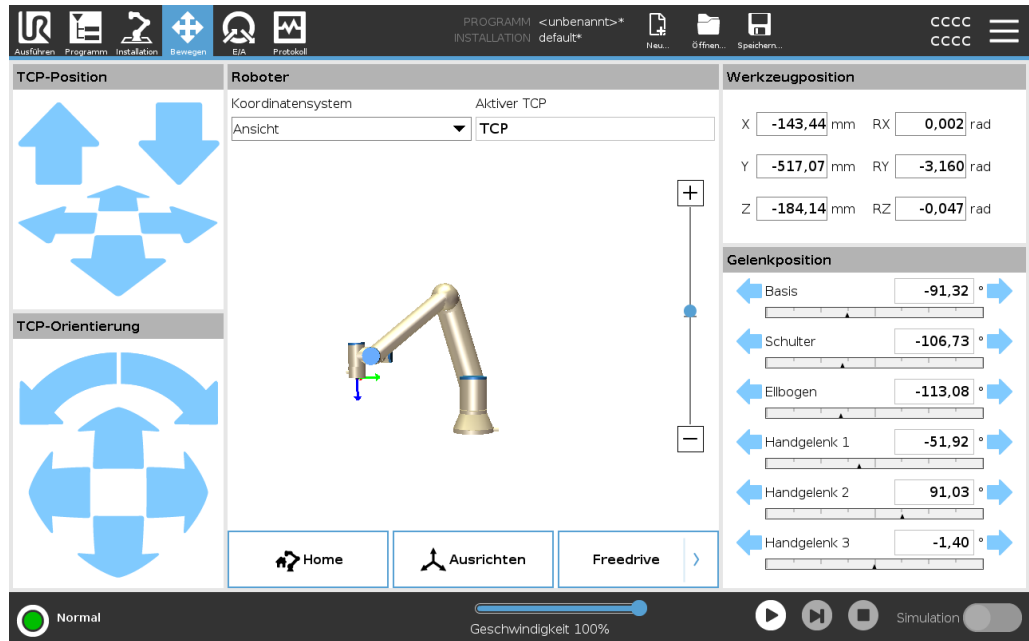 PROGRAMM <unbenannt>*
INSTALLATION default*
CCCC
CCCC
Ausführen Programm Installation Bewegen E/A Protokoll Neu... Öffnen... Speichern...
TCP-Position
Roboter
Werkzeugposition
Koordinatensystem Aktiver TCP
Ansicht TCP
X -143,44 mm RX 0,002 rad
Y -517,07 mm RY -3,160 rad
Z -184,14 mm RZ -0,047 rad
Gelenkposition
Basis -91,32 °
TCP-Orientierung
Schulter -106,73 °
Ellbogen -113,08 °
Handgelenk 1 -51,92 °
Handgelenk 2 91,03 °
Handgelenk 3 -1,40 °
Home Ausrichten Freedrive
Normal
Geschwindigkeit 100%
Simulation